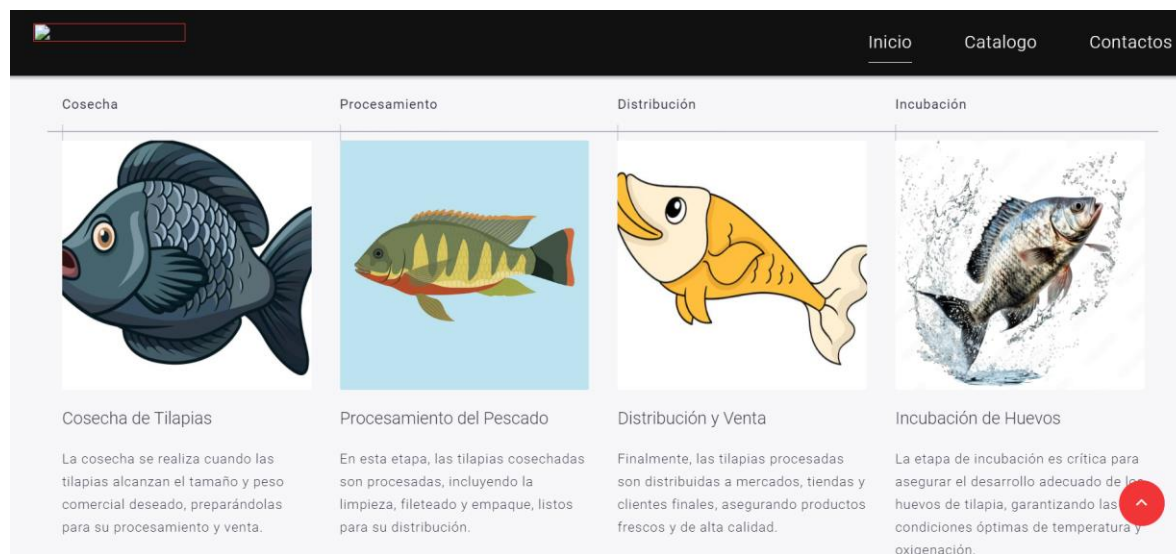 Inicio Catalogo Contactos
Cosecha Procesamiento Distribución Incubación
Cosecha de Tilapias
La cosecha se realiza cuando las
tilapias alcanzan el tamaño y peso
comercial deseado, preparándolas
para su procesamiento y venta.
Procesamiento del Pescado
En esta etapa, las tilapias cosechadas
son procesadas, incluyendo la
limpieza, fileteado y empaque, listos
para su distribución.
Distribución y Venta
Finalmente, las tilapias procesadas
son distribuidas a mercados, tiendas y
clientes finales, asegurando productos
frescos y de alta calidad.
Incubación de Huevos
La etapa de incubación es crítica para
asegurar el desarrollo adecuado de los
huevos de tilapia, garantizando las
condiciones óptimas de temperatura y
oxigenación.